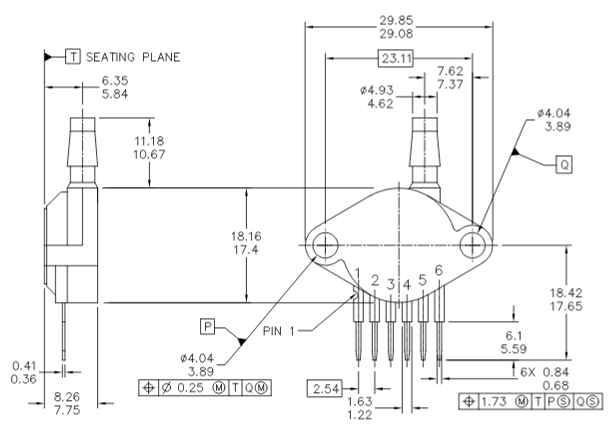 29.85
29.08
T SEATING PLANE
23.11
6.35
5.84
7.62
7.37
ø4.93
4.62
ø4.04
3.89
11.18
10.67
Q
18.16
17.4
1 2 3 4 5 6
18.42
17.65
P
PIN 1
6.1
5.59
ø4.04
3.89
0.41
0.36
⌖ Ø 0.25 Ⓜ T QⓂ
2.54
6X 0.84
0.68
8.26
7.75
1.63
1.22
⌖ 1.73 Ⓜ T PⓈ QⓈ